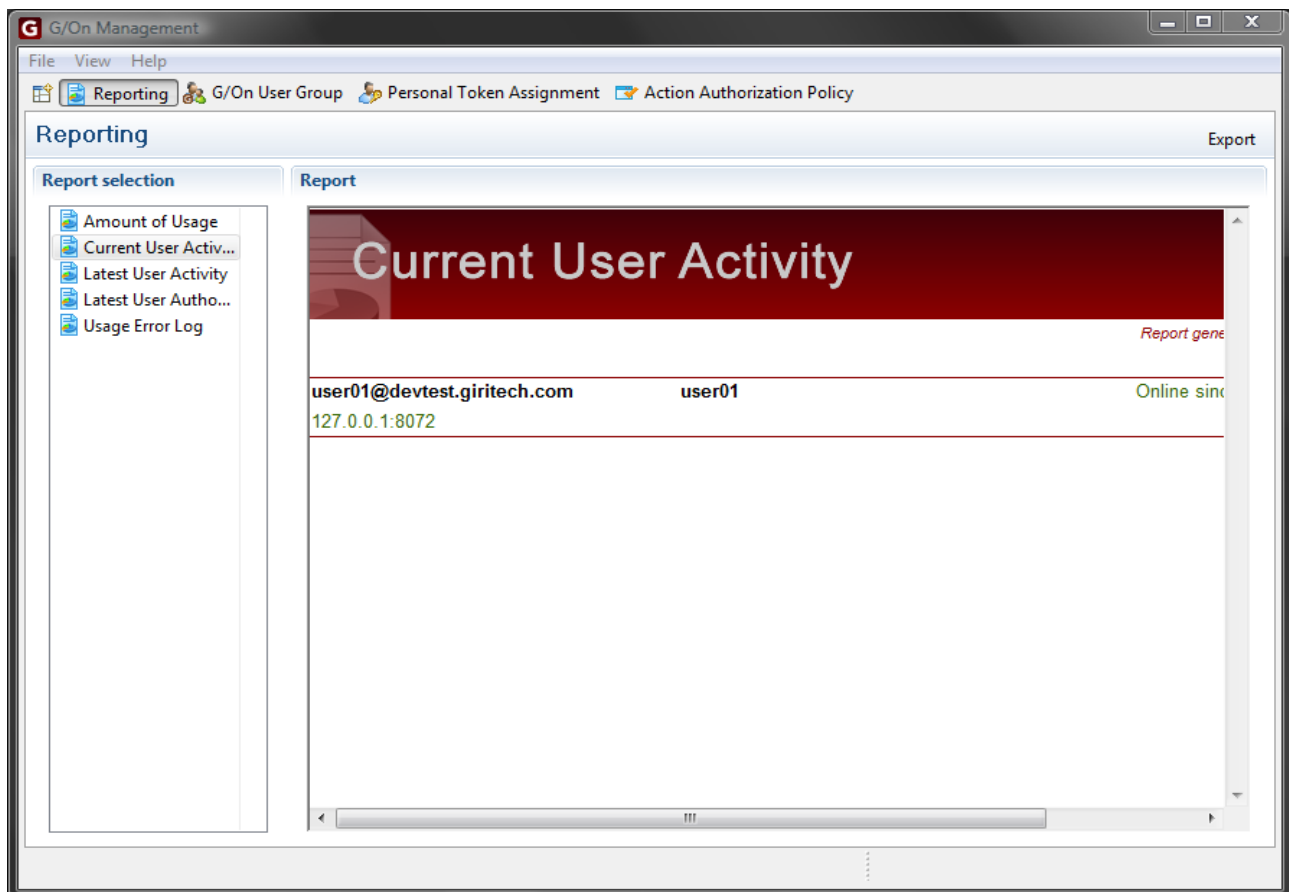 G G/On Management
File View Help
Reporting G/On User Group Personal Token Assignment Action Authorization Policy
Reporting
Export
Report selection
Amount of Usage
Current User Activ...
Latest User Activity
Latest User Autho...
Usage Error Log
Report
Current User Activity
Report gene
user01@devtest.giritech.com user01 Online sinc
127.0.0.1:8072